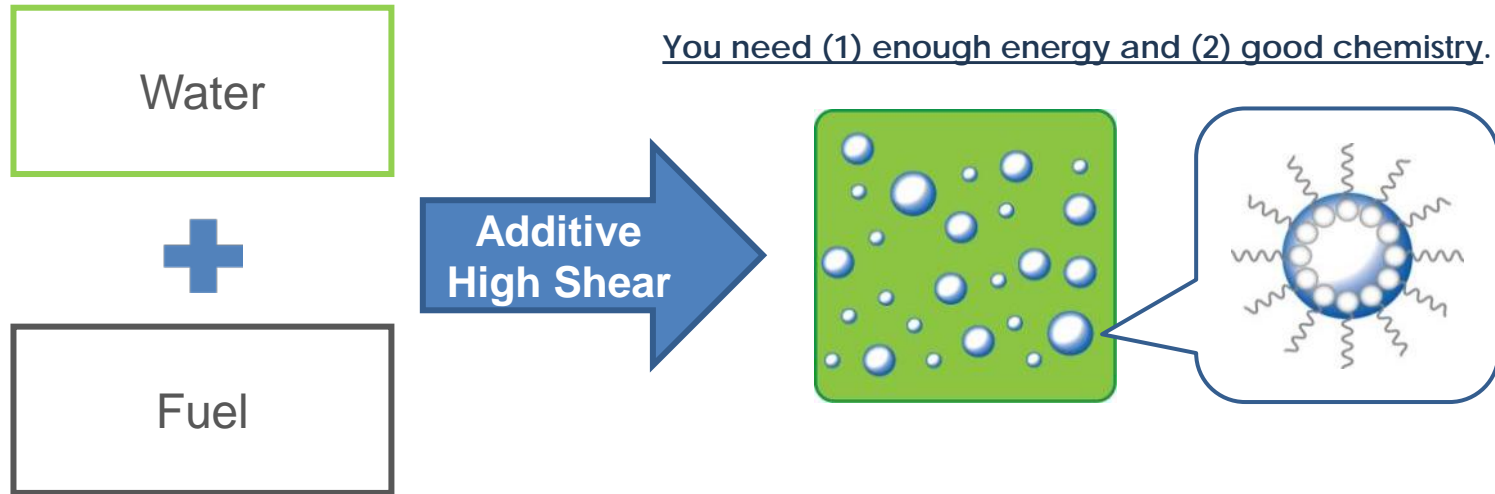 You need (1) enough energy and (2) good chemistry.
Water
Additive
High Shear
Fuel